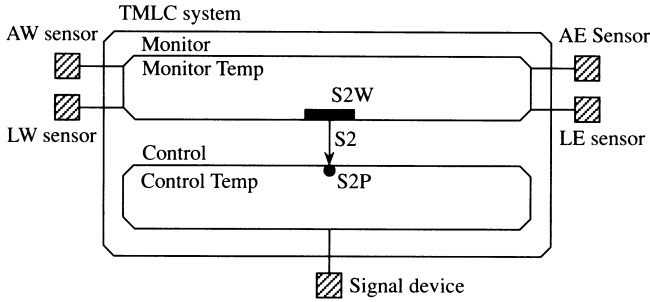 TMLC system
AW sensor
AE Sensor
Monitor
Monitor Temp
S2W
LW sensor
LE sensor
S2
Control
Control Temp
S2P
Signal device